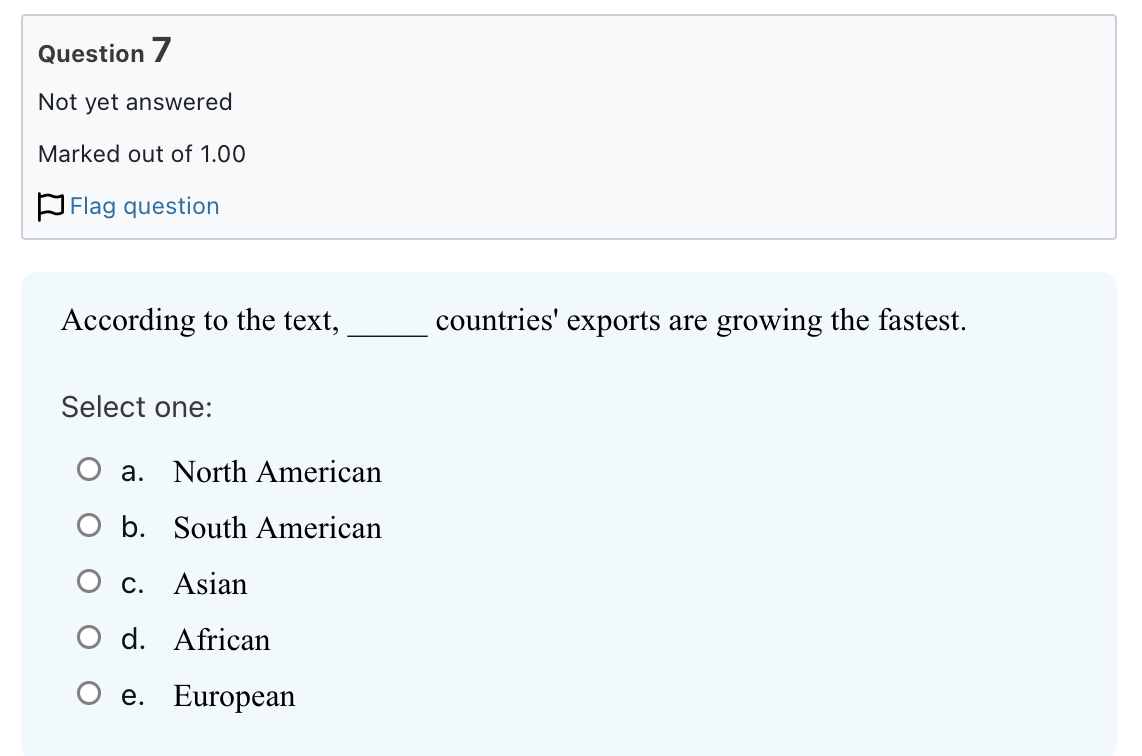 Question 7
Not yet answered
Marked out of 1.00
Flag question
According to the text, _____ countries' exports are growing the fastest.
Select one:
a. North American
b. South American
c. Asian
d. African
e. European